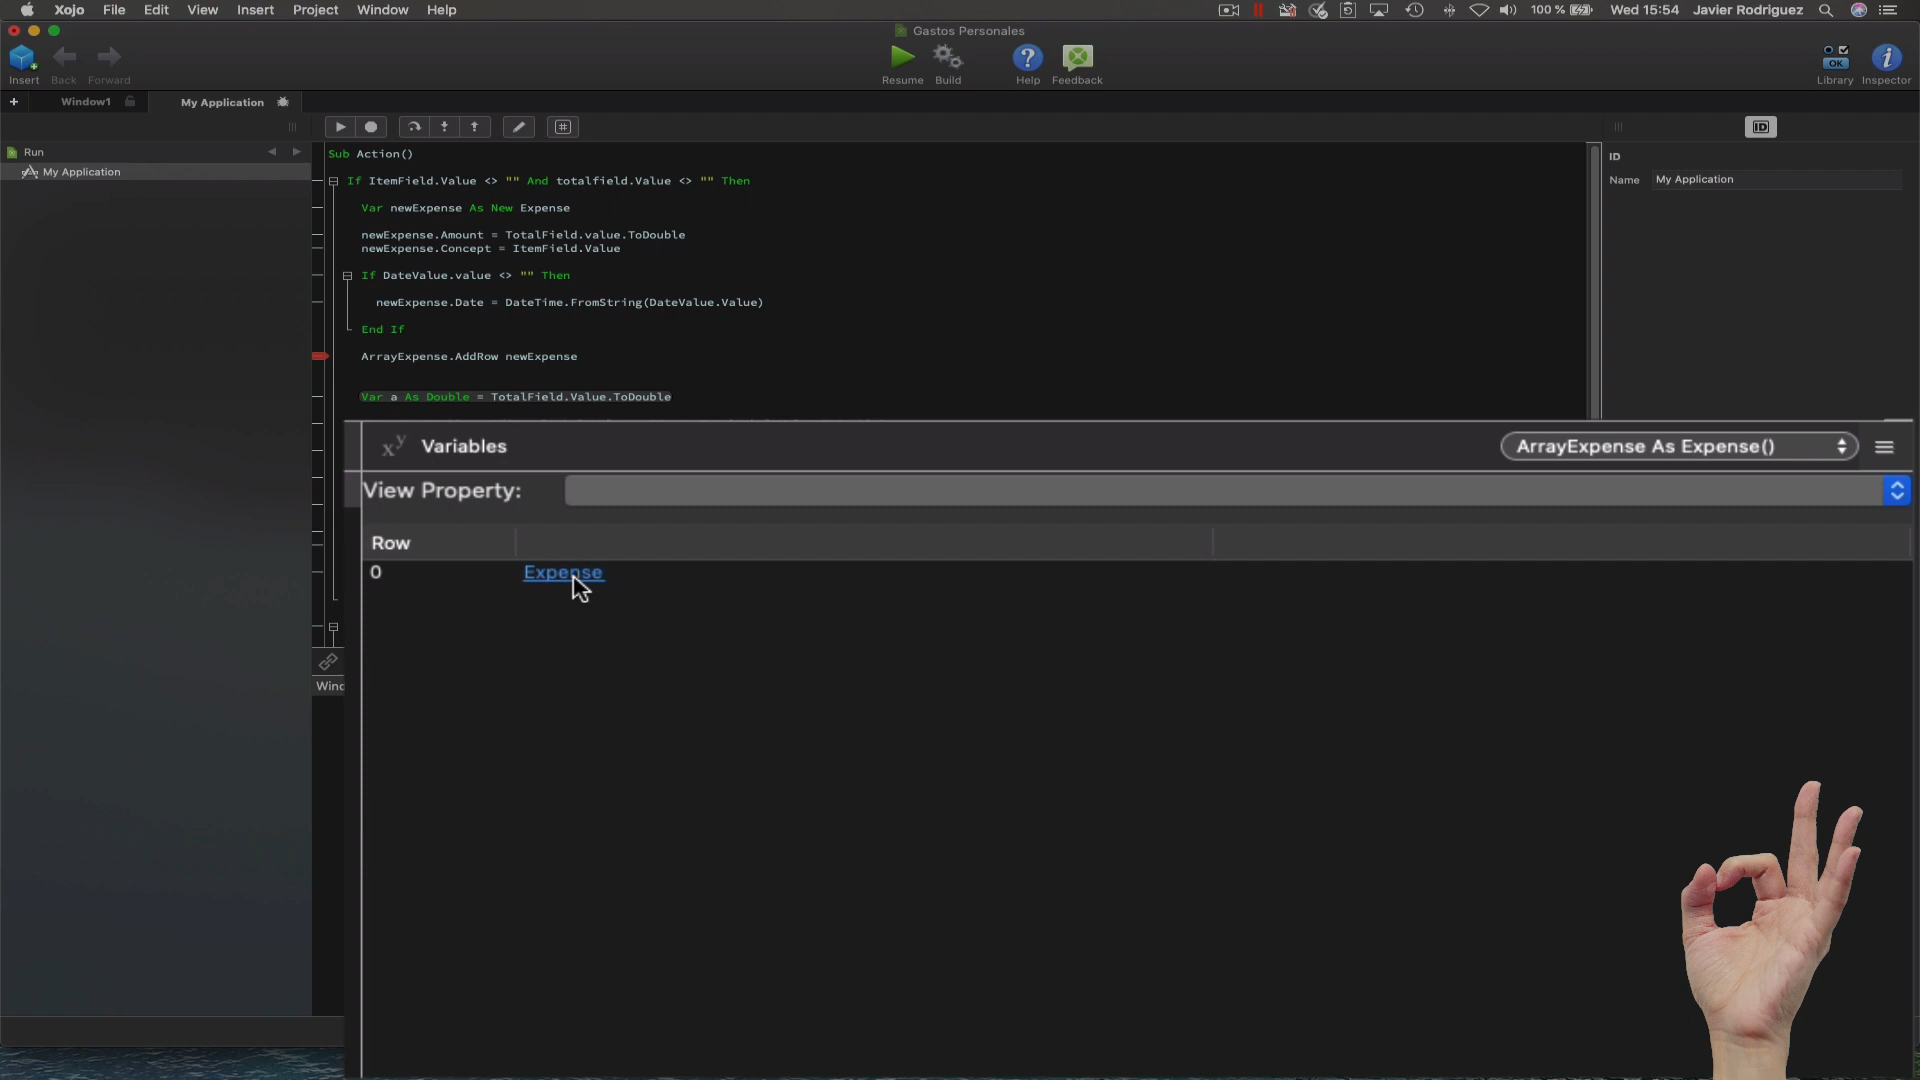 Xojo File Edit View Insert Project Window Help 100 % Wed 15:54 Javier Rodriguez
Gastos Personales
Insert Back Forward Resume Build Help Feedback OK Library Inspector
+ Window1 My Application
ID
Run
My Application
Sub Action()
If ItemField.Value <> "" And totalfield.Value <> "" Then
Var newExpense As New Expense
newExpense.Amount = TotalField.value.ToDouble
newExpense.Concept = ItemField.Value
If DateValue.value <> "" Then
newExpense.Date = DateTime.FromString(DateValue.Value)
End If
ArrayExpense.AddRow newExpense
Var a As Double = TotalField.Value.ToDouble
ID
Name My Application
xy Variables ArrayExpense As Expense()
View Property:
Row
0 Expense
Wind